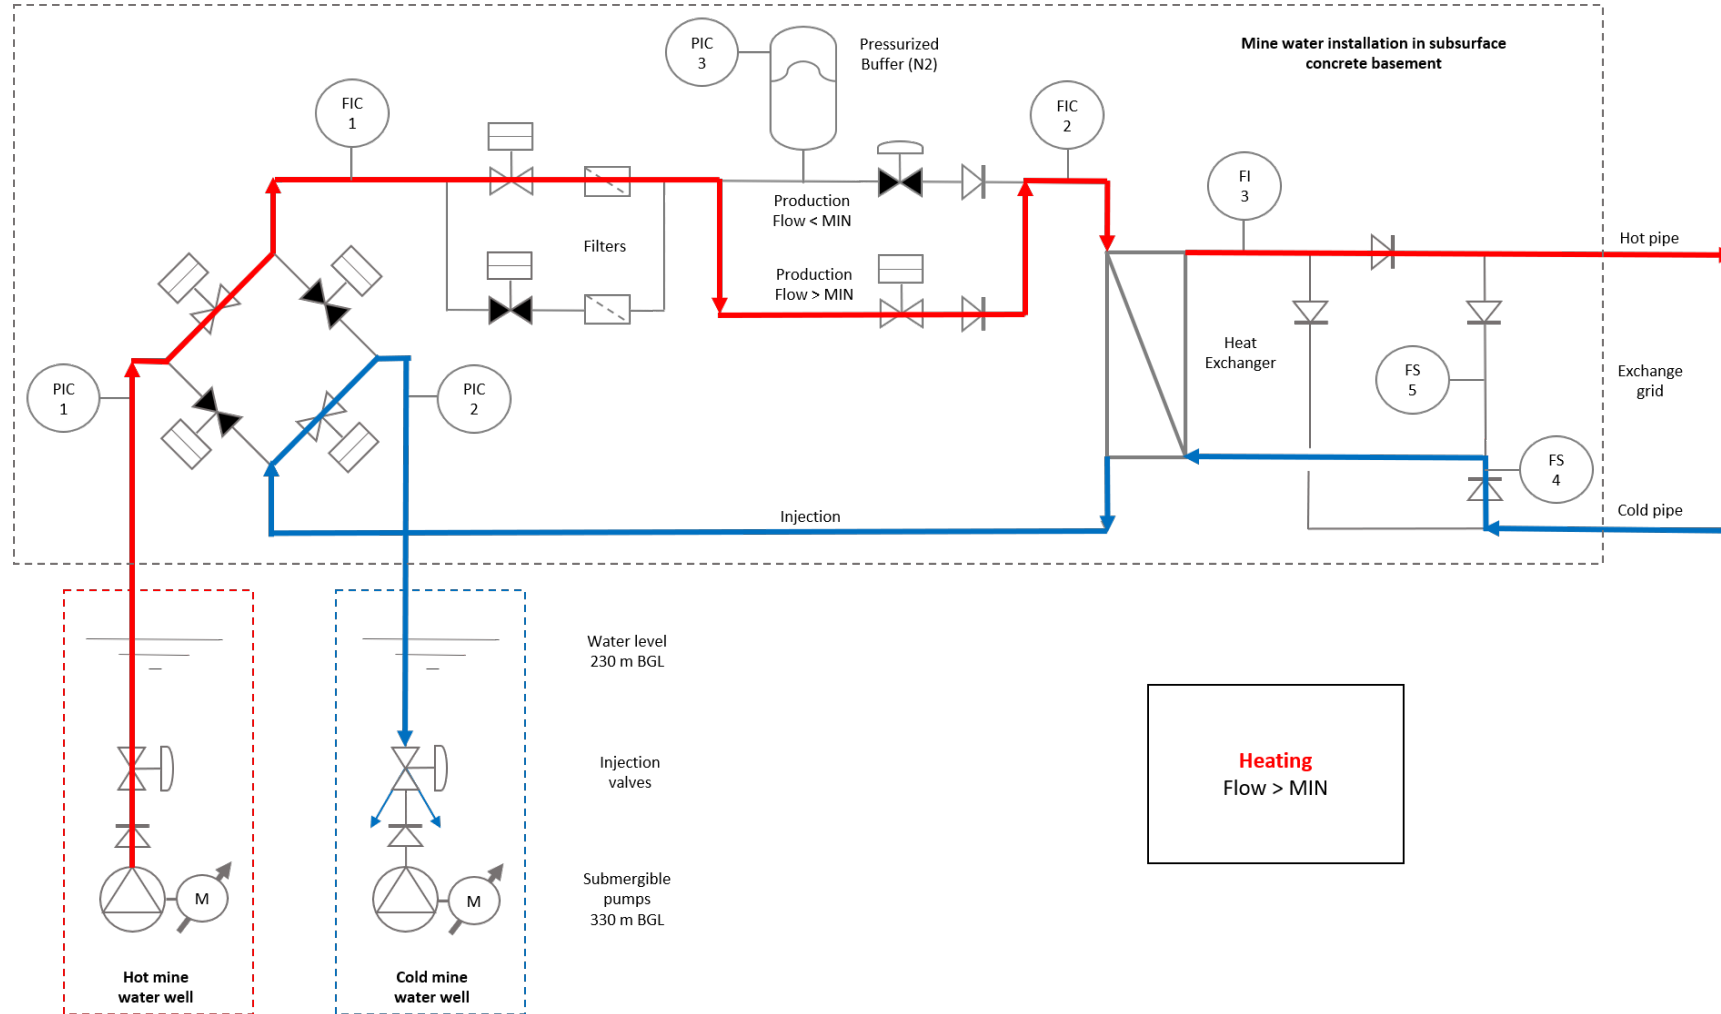 PIC
3
Pressurized
Buffer (N2)
Mine water installation in subsurface
concrete basement
FIC
1
FIC
2
FI
3
Production
Flow < MIN
Hot pipe
Filters
Production
Flow > MIN
Heat
Exchanger
PIC
1
PIC
2
FS
5
Exchange
grid
FS
4
Injection
Cold pipe
Water level
230 m BGL
Injection
valves
Heating
Flow > MIN
M
M
Submergible
pumps
330 m BGL
Hot mine
water well
Cold mine
water well